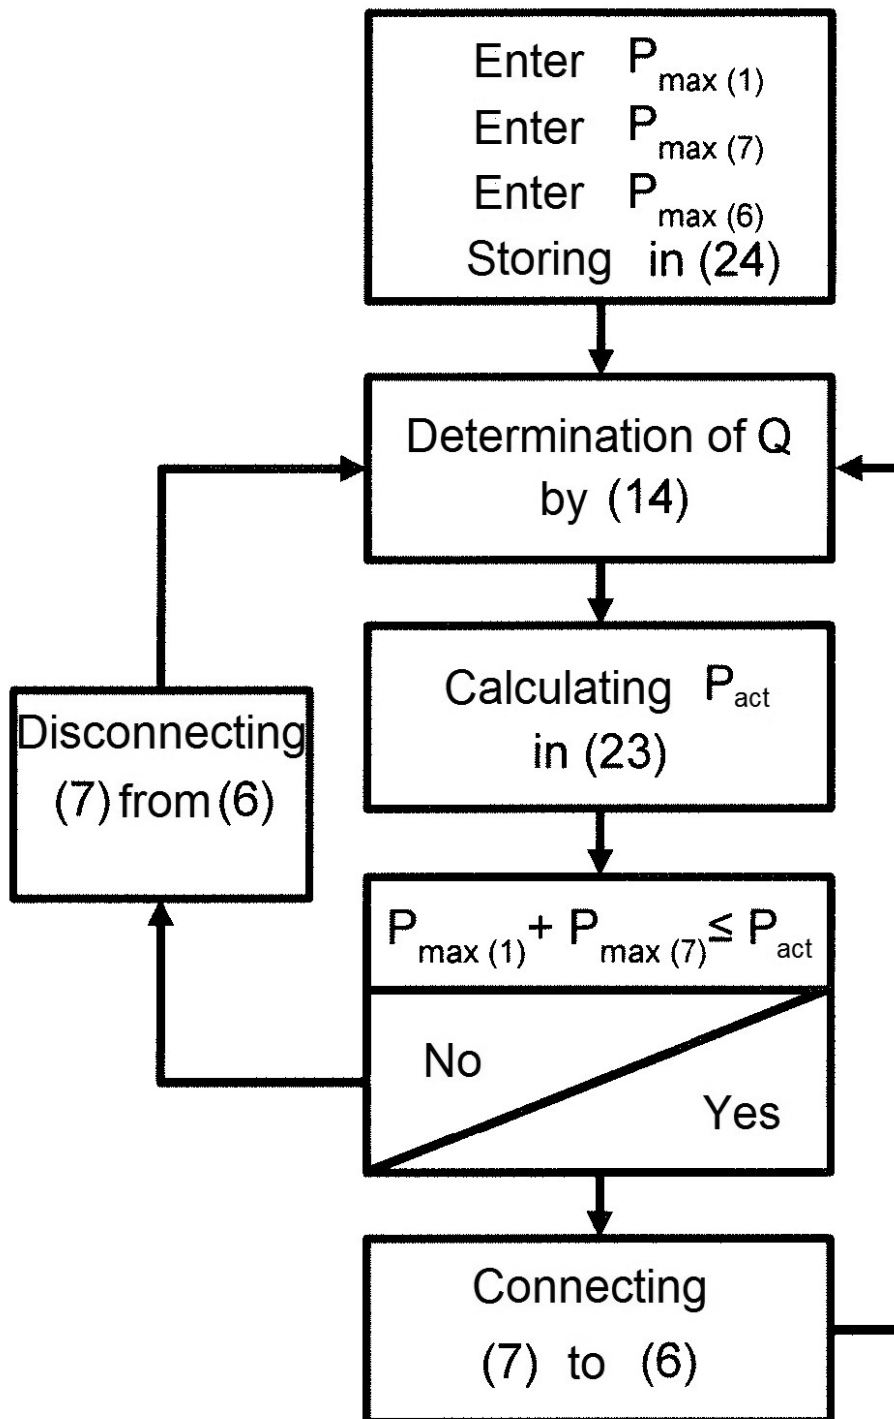 Enter P max (1)
Enter P max (7)
Enter P max (6)
Storing in (24)
Determination of Q
by (14)
Calculating P act
in (23)
Disconnecting
(7) from (6)
P max (1) + P max (7) ≤ P act
No
Yes
Connecting
(7) to (6)